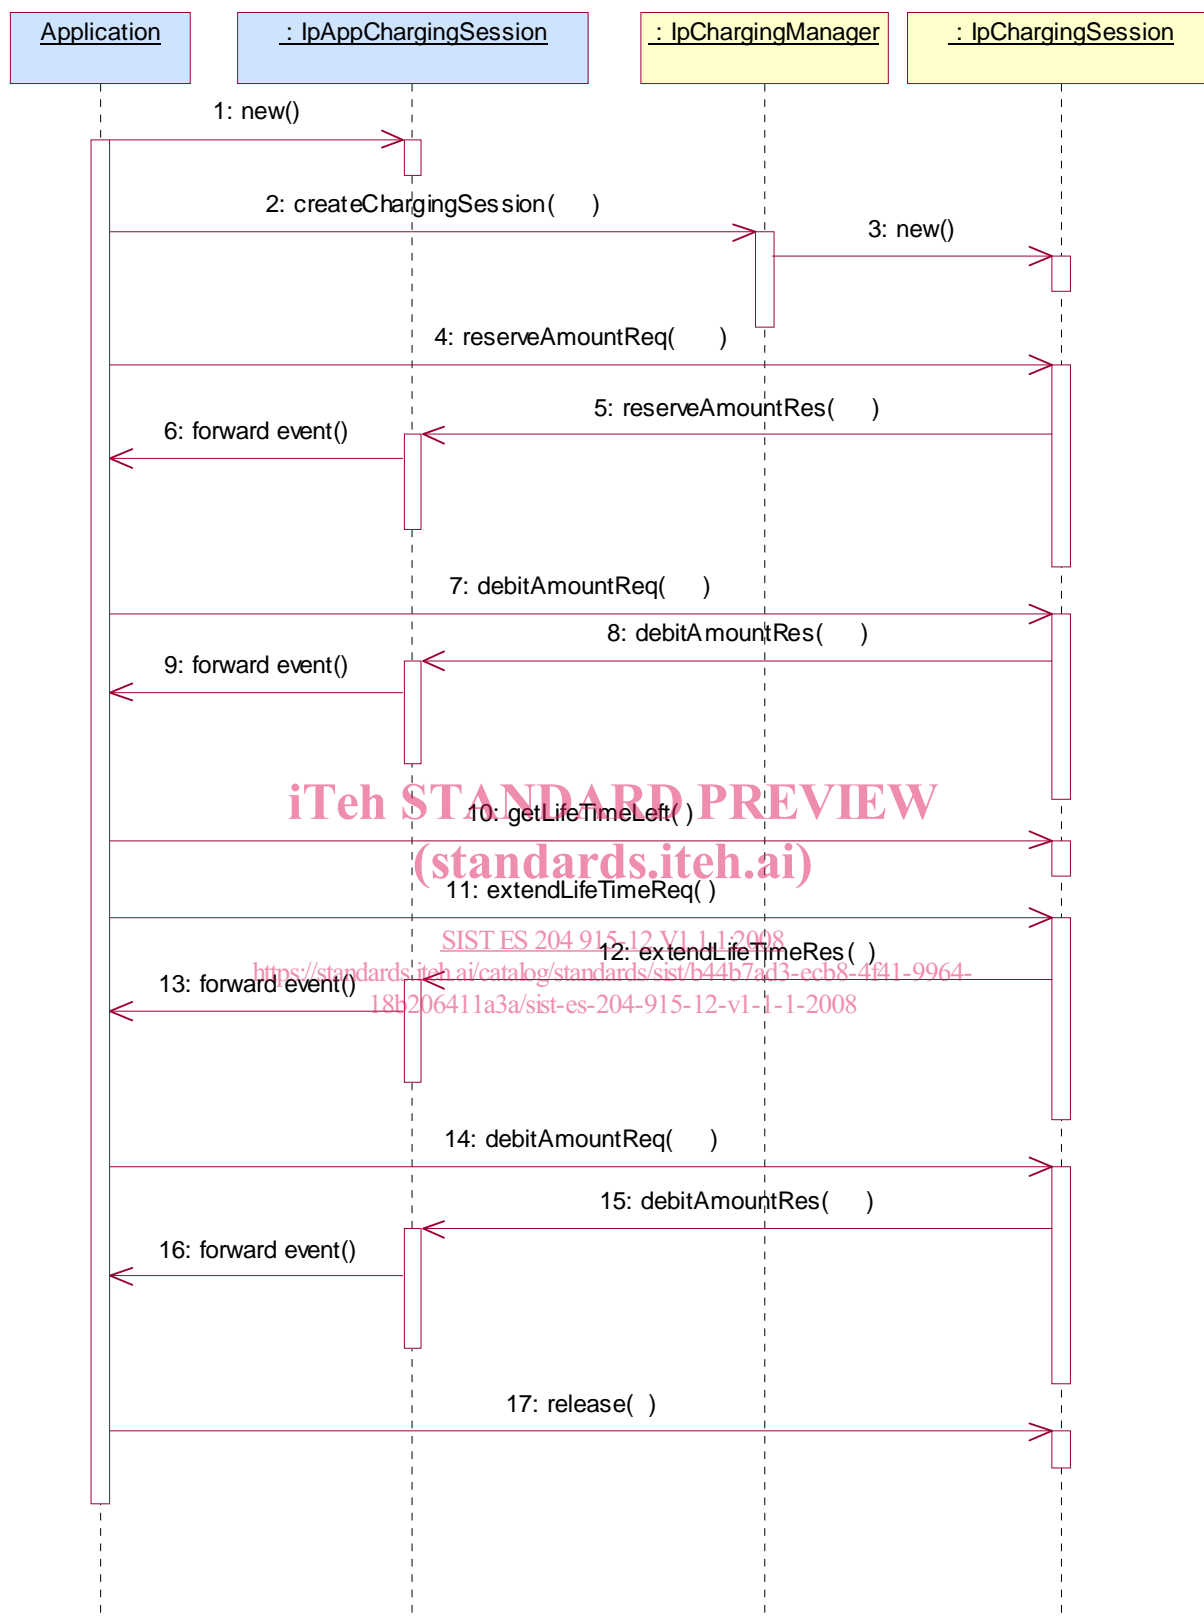 Application
: IpAppChargingSession
: IpChargingManager
: IpChargingSession
1: new()
2: createChargingSession( )
3: new()
4: reserveAmountReq( )
5: reserveAmountRes( )
6: forward event()
7: debitAmountReq( )
8: debitAmountRes( )
9: forward event()
iTeh STANDARD PREVIEW
10: getLifeTimeLeft( )
(standards.iteh.ai)
11: extendLifeTimeReq( )
SIST ES 204 915-12 V1.1.1:2008
12: extendLifeTimeRes( )
https://standards.iteh.ai/catalog/standards/sist/b44b7ad3-ecb8-4f41-9964-
13: forward event()
18b206411a3a/sist-es-204-915-12-v1-1-1-2008
14: debitAmountReq( )
15: debitAmountRes( )
16: forward event()
17: release( )